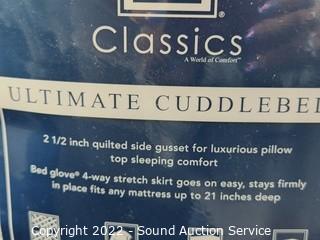 ®
Classics
A World of Comfort™
ULTIMATE CUDDLEBE
2 1/2 inch quilted side gusset for luxurious pillow
top sleeping comfort
Bed glove® 4-way stretch skirt goes on easy, stays firmly
in place fits any mattress up to 21 inches deep
Copyright 2022 - Sound Auction Service